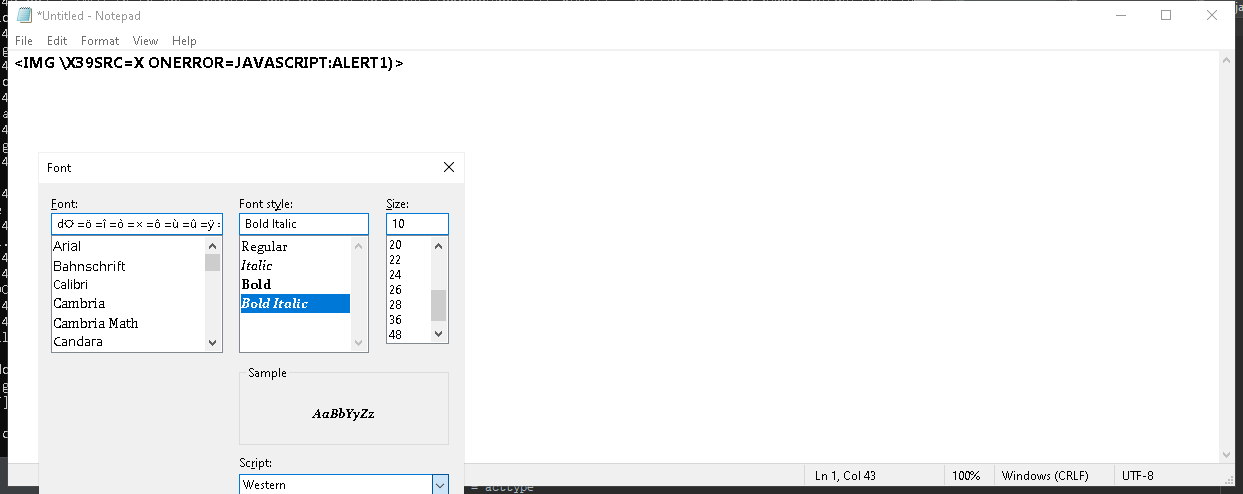 *Untitled - Notepad
File Edit Format View Help
<IMG \X39SRC=X ONERROR=JAVASCRIPT:ALERT1)>
Font
Font: Font style: Size:
Bold Italic 10
Arial Regular 20
Bahnschrift Italic 22
Calibri Bold 24
Cambria Bold Italic 26
Cambria Math 28
Candara 36
48
Sample
AaBbYyZz
Script:
Western
Ln 1, Col 43 100% Windows (CRLF) UTF-8
= acctype